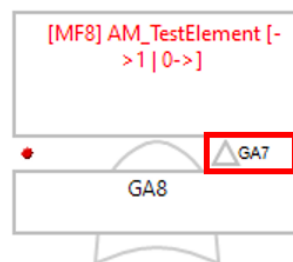 [MF8] AM_TestElement [-
>1 | 0->]
GA7
GA8